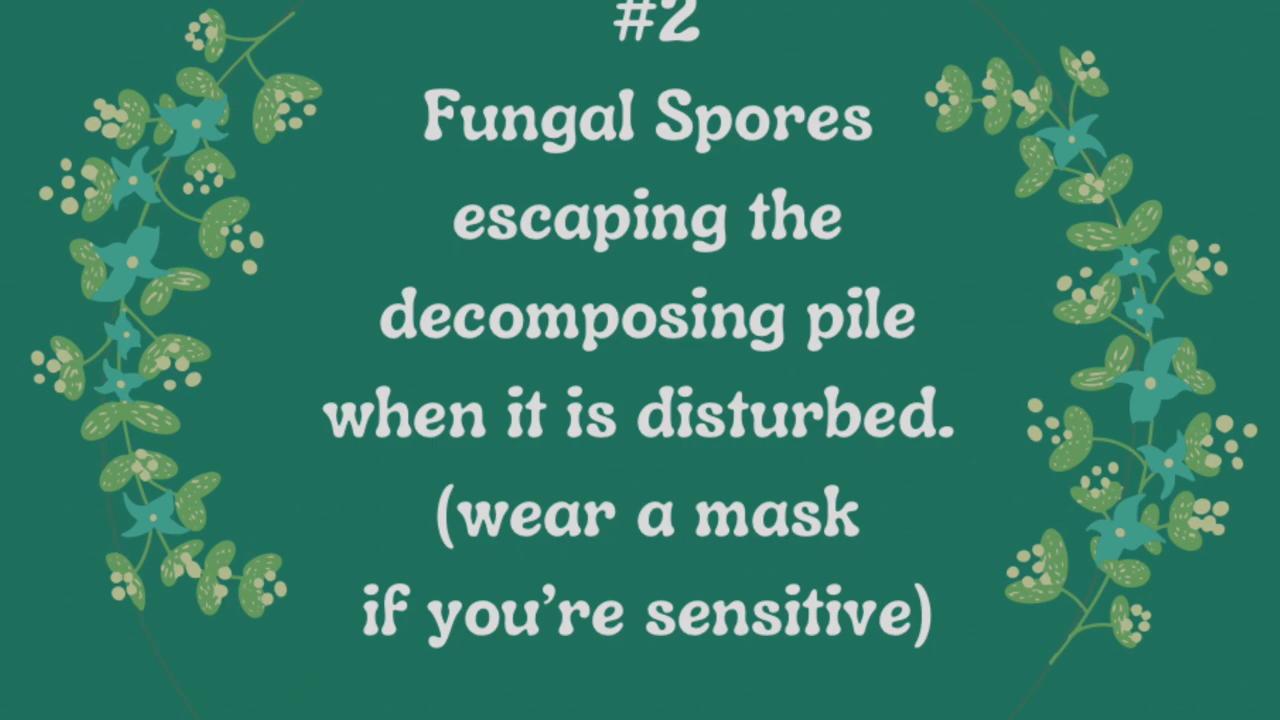 #2
Fungal Spores
escaping the
decomposing pile
when it is disturbed.
(wear a mask
if you're sensitive)